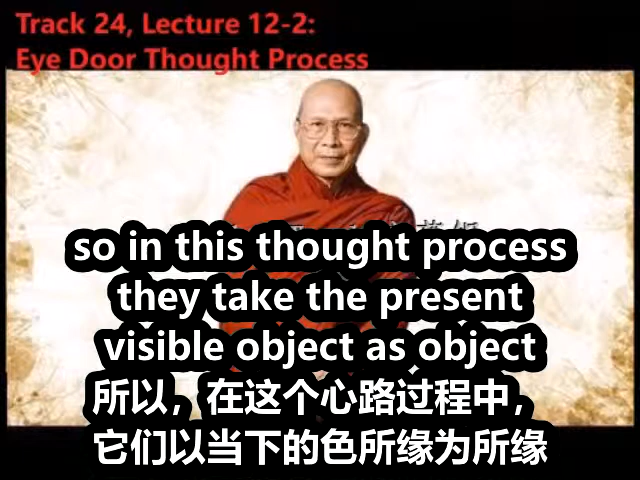 Track 24, Lecture 12-2:
Eye Door Thought Process
so in this thought process
they take the present
visible object as object
所以，在这个心路过程中，
它们以当下的色所缘为所缘